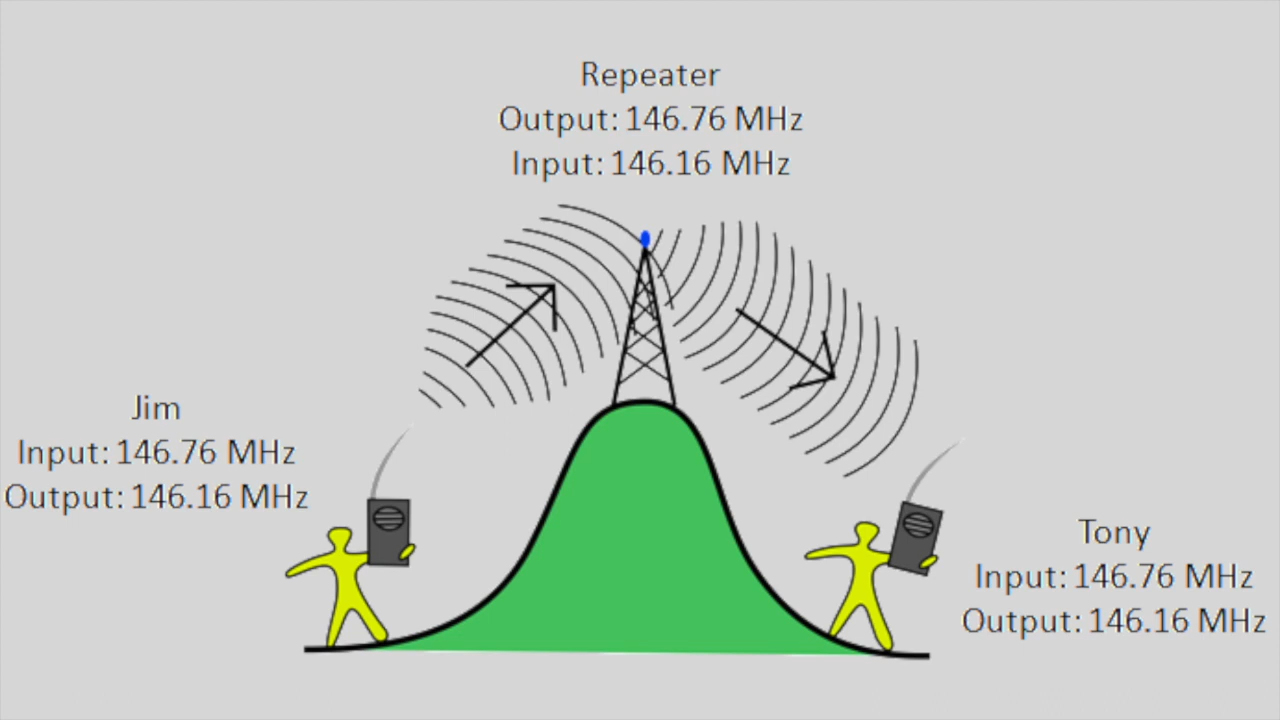 Repeater
Output: 146.76 MHz
Input: 146.16 MHz
Jim
Input: 146.76 MHz
Output: 146.16 MHz
Tony
Input: 146.76 MHz
Output: 146.16 MHz